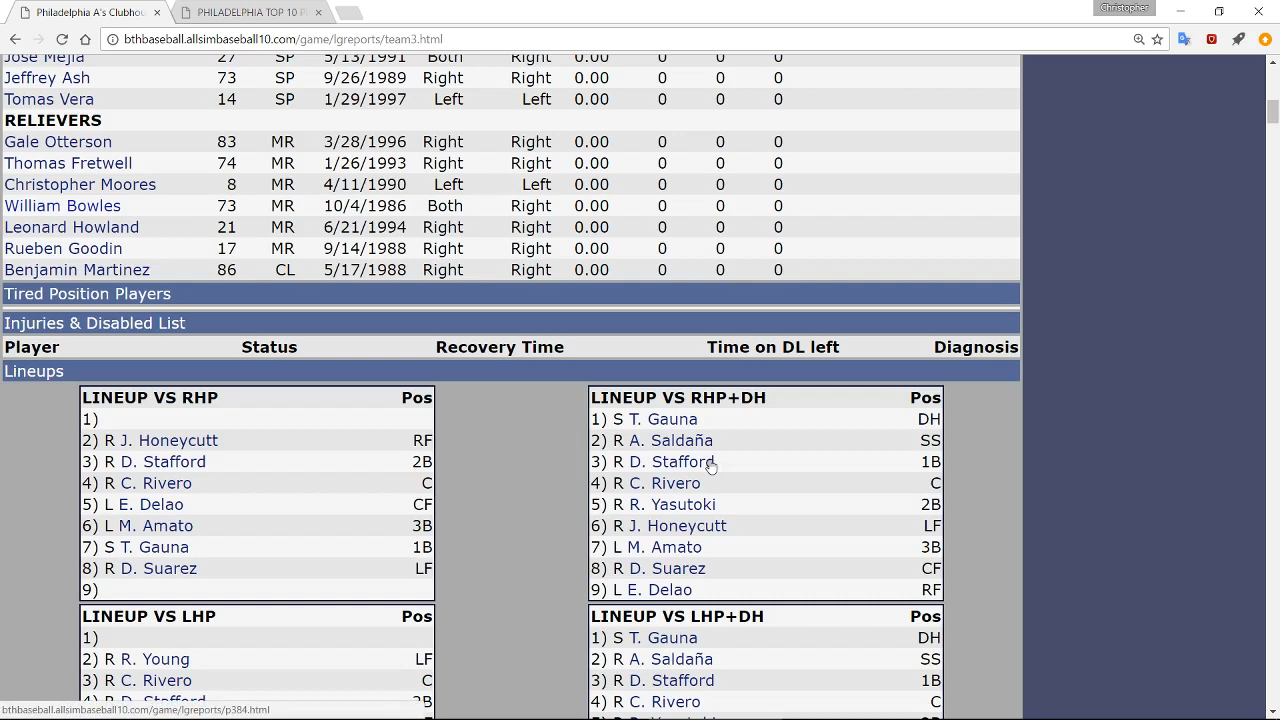 Philadelphia A's Clubhou
PHILADELPHIA TOP 10 P
Christopher
bthbaseball.allsimbaseball10.com/game/lgreports/team3.html
Jose Mejia 27 SP 5/13/1991 Both Right 0.00 0 0 0
Jeffrey Ash 73 SP 9/26/1989 Right Right 0.00 0 0 0
Tomas Vera 14 SP 1/29/1997 Left Left 0.00 0 0 0
RELIEVERS
Gale Otterson 83 MR 3/28/1996 Right Right 0.00 0 0 0
Thomas Fretwell 74 MR 1/26/1993 Right Right 0.00 0 0 0
Christopher Moores 8 MR 4/11/1990 Left Left 0.00 0 0 0
William Bowles 73 MR 10/4/1986 Both Right 0.00 0 0 0
Leonard Howland 21 MR 6/21/1994 Right Right 0.00 0 0 0
Rueben Goodin 17 MR 9/14/1988 Right Right 0.00 0 0 0
Benjamin Martinez 86 CL 5/17/1988 Right Right 0.00 0 0 0
Tired Position Players
Injuries & Disabled List
Player Status Recovery Time Time on DL left Diagnosis
Lineups
LINEUP VS RHP Pos
1)
2) R J. Honeycutt RF
3) R D. Stafford 2B
4) R C. Rivero C
5) L E. Delao CF
6) L M. Amato 3B
7) S T. Gauna 1B
8) R D. Suarez LF
9)
LINEUP VS RHP+DH Pos
1) S T. Gauna DH
2) R A. Saldaña SS
3) R D. Stafford 1B
4) R C. Rivero C
5) R R. Yasutoki 2B
6) R J. Honeycutt LF
7) L M. Amato 3B
8) R D. Suarez CF
9) L E. Delao RF
LINEUP VS LHP Pos
1)
2) R R. Young LF
3) R C. Rivero C
4) R D. Stafford 2B
LINEUP VS LHP+DH Pos
1) S T. Gauna DH
2) R A. Saldaña SS
3) R D. Stafford 1B
4) R C. Rivero C
bthbaseball.allsimbaseball10.com/game/lgreports/p384.html